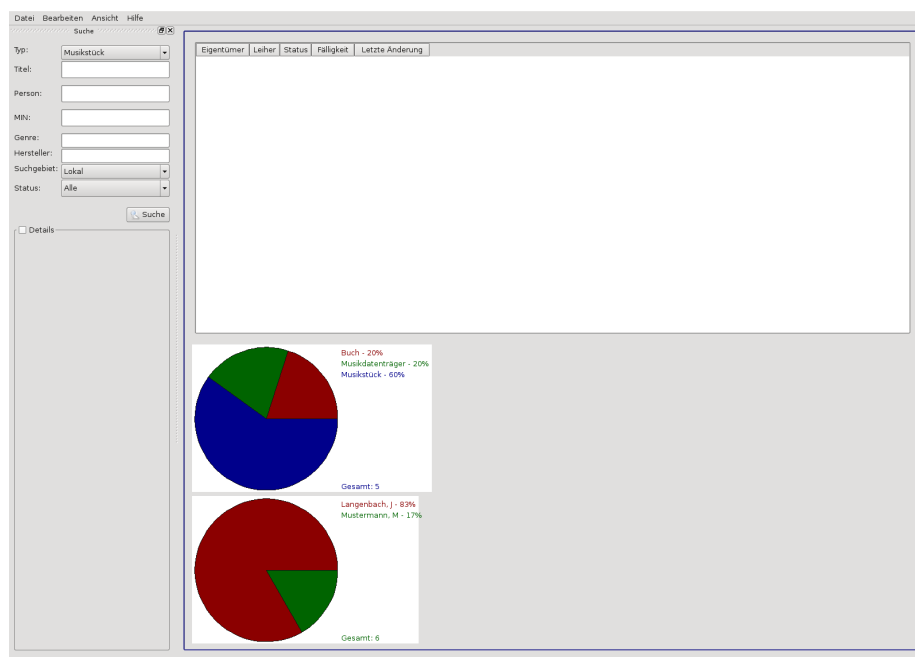 Datei Bearbeiten Ansicht Hilfe
Suche
Typ: Musikstück
Titel:
Person:
MIN:
Genre:
Hersteller:
Suchgebiet: Lokal
Status: Alle
Suche
Details
Eigentümer Leiher Status Fälligkeit Letzte Änderung
Buch - 20%
Musikdatenträger - 20%
Musikstück - 60%
Gesamt: 5
Langenbach, J - 83%
Mustermann, M - 17%
Gesamt: 6